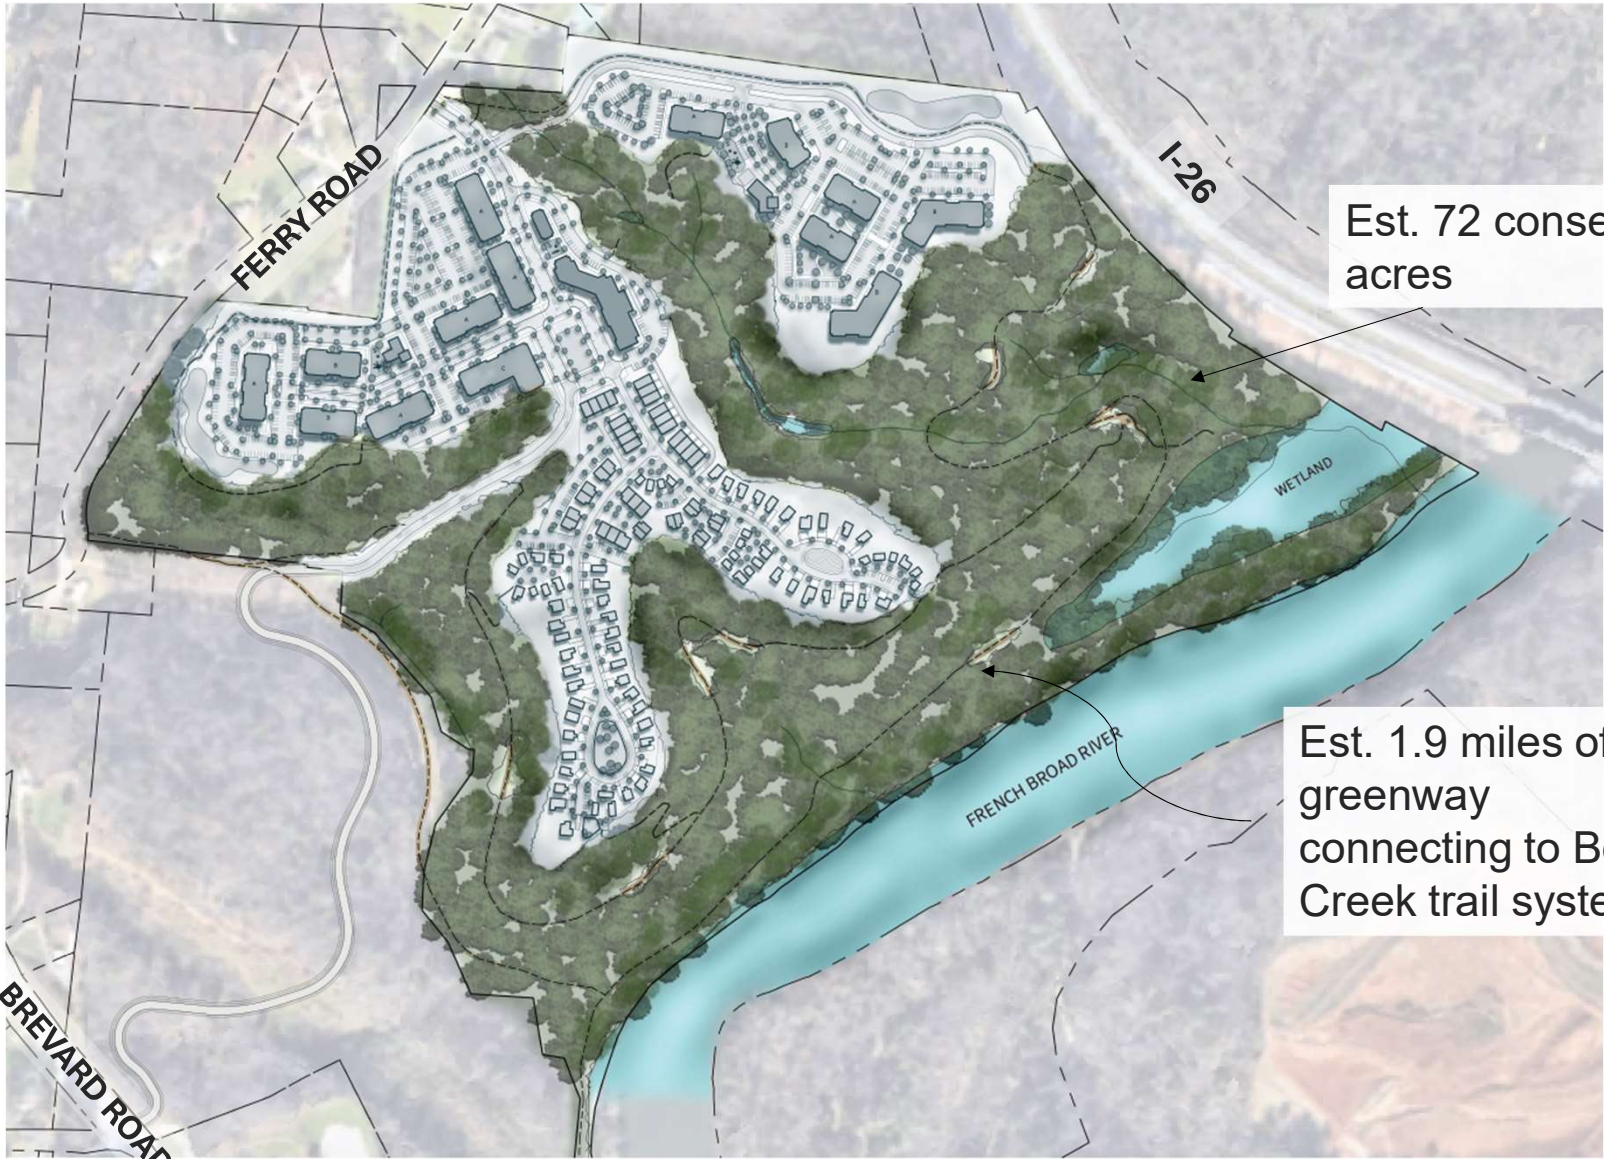 I-26
FERRY ROAD
Est. 72 conse
acres
WETLAND
Est. 1.9 miles of
greenway
connecting to B
Creek trail syste
FRENCH BROAD RIVER
BREVARD ROAD